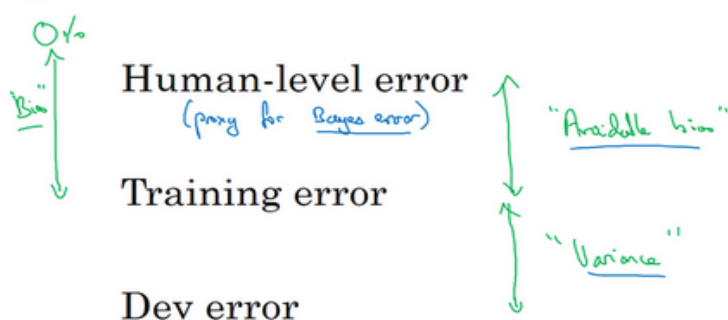 0%
Human-level error
"Bias"
(proxy for Bayes error)
"Avoidable bias"
Training error
"Variance"
Dev error